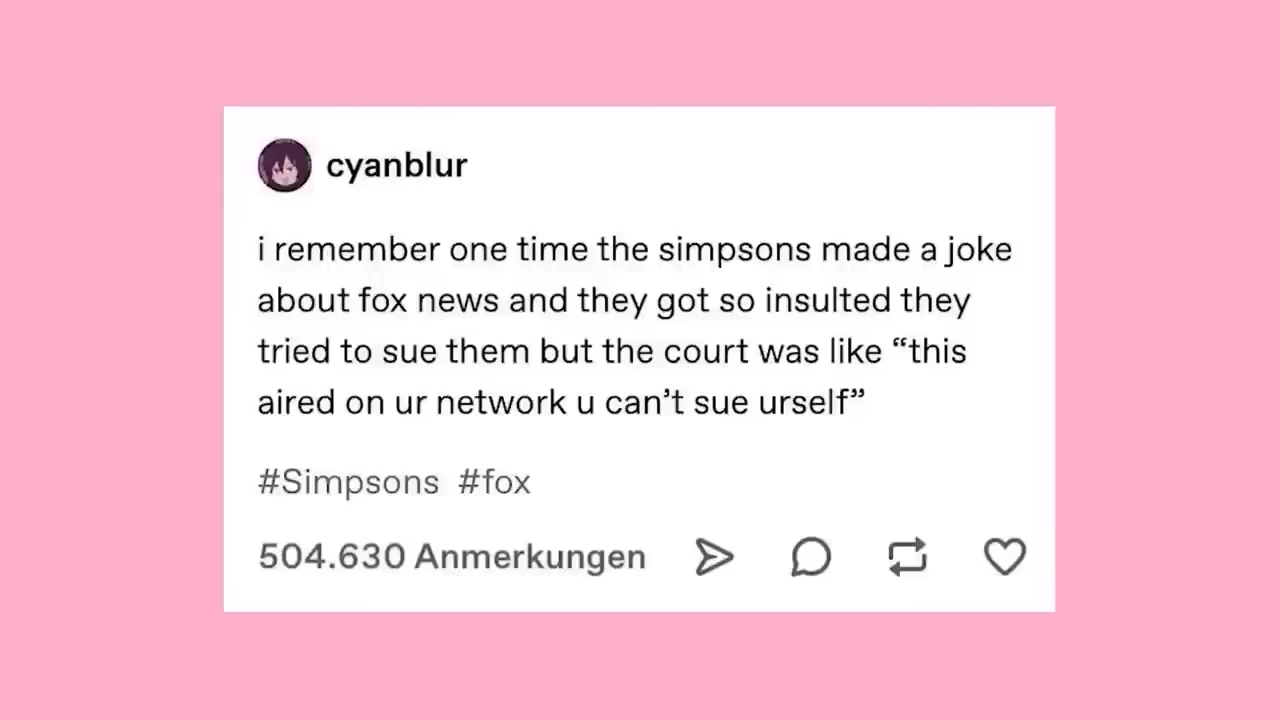 cyanblur
i remember one time the simpsons made a joke
about fox news and they got so insulted they
tried to sue them but the court was like “this
aired on ur network u can’t sue urself”
#Simpsons #fox
504.630 Anmerkungen